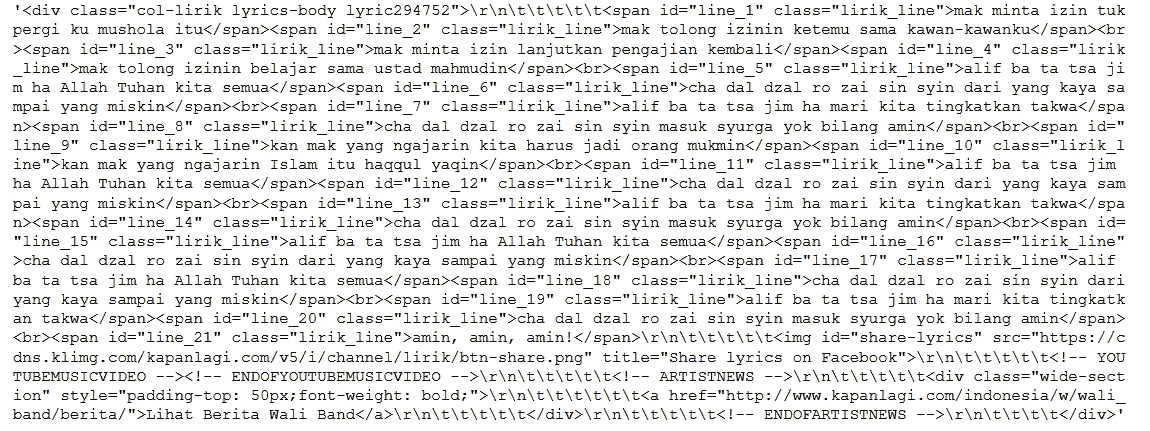 '<div class="col-lirik lyrics-body lyric294752">\r\n\t\t\t\t\t\t<span id="line_1" class="lirik_line">mak minta izin tuk
pergi ku mushola itu</span><span id="line_2" class="lirik_line">mak tolong izinin ketemu sama kawan-kawanku</span><br
><span id="line_3" class="lirik_line">mak minta izin lanjutkan pengajian kembali</span><span id="line_4" class="lirik
_line">mak tolong izinin belajar sama ustad mahmudin</span><br><span id="line_5" class="lirik_line">alif ba ta tsa ji
m ha Allah Tuhan kita semua</span><span id="line_6" class="lirik_line">cha dal dzal ro zai sin syin dari yang kaya sa
mpai yang miskin</span><br><span id="line_7" class="lirik_line">alif ba ta tsa jim ha mari kita tingkatkan takwa</spa
n><span id="line_8" class="lirik_line">cha dal dzal ro zai sin syin masuk syurga yok bilang amin</span><br><span id="
line_9" class="lirik_line">kan mak yang ngajarin kita harus jadi orang mukmin</span><span id="line_10" class="lirik_l
ine">kan mak yang ngajarin Islam itu haqqul yaqin</span><br><span id="line_11" class="lirik_line">alif ba ta tsa jim
ha Allah Tuhan kita semua</span><span id="line_12" class="lirik_line">cha dal dzal ro zai sin syin dari yang kaya sam
pai yang miskin</span><br><span id="line_13" class="lirik_line">alif ba ta tsa jim ha mari kita tingkatkan takwa</spa
n><span id="line_14" class="lirik_line">cha dal dzal ro zai sin syin masuk syurga yok bilang amin</span><br><span id=
"line_15" class="lirik_line">alif ba ta tsa jim ha Allah Tuhan kita semua</span><span id="line_16" class="lirik_line"
>cha dal dzal ro zai sin syin dari yang kaya sampai yang miskin</span><br><span id="line_17" class="lirik_line">alif
ba ta tsa jim ha Allah Tuhan kita semua</span><span id="line_18" class="lirik_line">cha dal dzal ro zai sin syin dari
yang kaya sampai yang miskin</span><br><span id="line_19" class="lirik_line">alif ba ta tsa jim ha mari kita tingkatk
an takwa</span><span id="line_20" class="lirik_line">cha dal dzal ro zai sin syin masuk syurga yok bilang amin</span>
<br><span id="line_21" class="lirik_line">amin, amin, amin!</span>\r\n\t\t\t\t\t\t<img id="share-lyrics" src="https://c
dns.klimg.com/kapanlagi.com/v5/i/channel/lirik/btn-share.png" title="Share lyrics on Facebook">\r\n\t\t\t\t\t\t<!-- YOU
TUBEMUSICVIDEO --><!-- ENDOFYOUTUBEMUSICVIDEO -->\r\n\t\t\t\t\t<!-- ARTISTNEWS -->\r\n\t\t\t\t\t\t<div class="wide-sect
ion" style="padding-top: 50px;font-weight: bold;">\r\n\t\t\t\t\t\t\t<a href="http://www.kapanlagi.com/indonesia/w/wali_
band/berita/">Lihat Berita Wali Band</a>\r\n\t\t\t\t\t\t</div>\r\n\t\t\t\t\t\t<!-- ENDOFARTISTNEWS -->\r\n\t\t\t\t\t</div>'